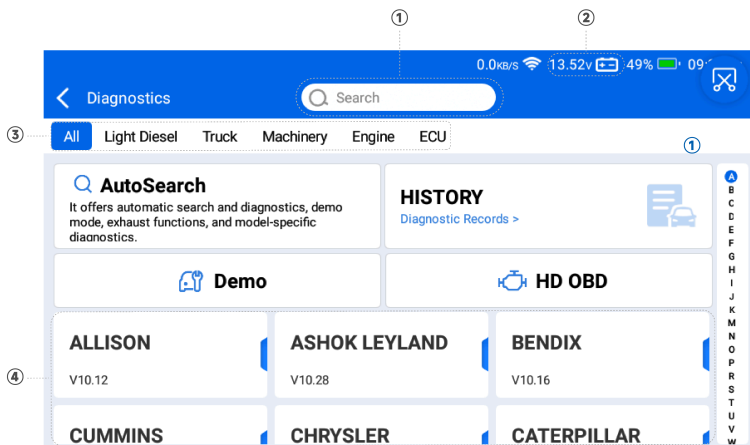 ① ②
0.0KB/S 13.52V 49% 09:
Diagnostics Search
③ All Light Diesel Truck Machinery Engine ECU
①
AutoSearch
It offers automatic search and diagnostics, demo
mode, exhaust functions, and model-specific
diagnostics.
HISTORY
Diagnostic Records >
Demo HD OBD
ALLISON ASHOK LEYLAND BENDIX
④
V10.12 V10.28 V10.16
CUMMINS CHRYSLER CATERPILLAR
A
B
C
D
E
F
G
H
I
J
K
L
M
N
O
P
R
S
T
U
V
W